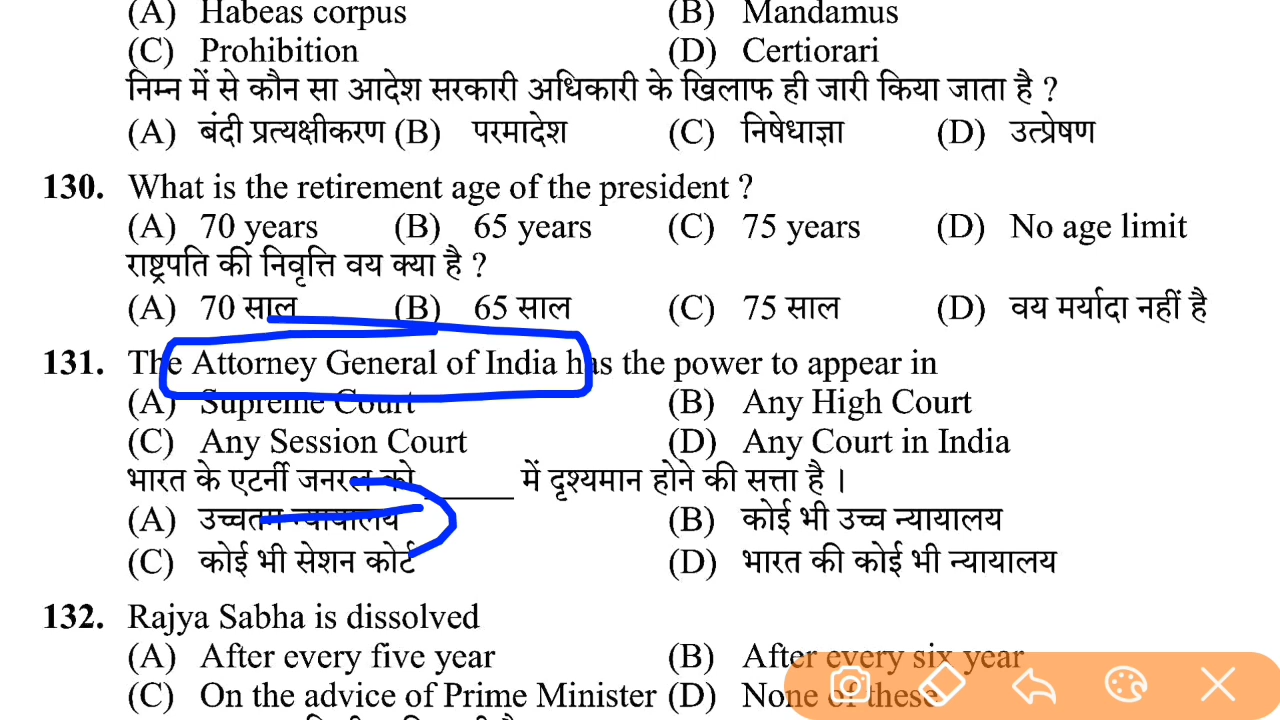 (A) Habeas corpus (B) Mandamus
(C) Prohibition (D) Certiorari
निम्न में से कौन सा आदेश सरकारी अधिकारी के खिलाफ ही जारी किया जाता है ?
(A) बंदी प्रत्यक्षीकरण (B) परमादेश (C) निषेधाज्ञा (D) उत्प्रेषण
130. What is the retirement age of the president ?
(A) 70 years (B) 65 years (C) 75 years (D) No age limit
राष्ट्रपति की निवृत्ति वय क्या है ?
(A) 70 साल (B) 65 साल (C) 75 साल (D) वय मर्यादा नहीं है
131. The Attorney General of India has the power to appear in
(A) Supreme Court (B) Any High Court
(C) Any Session Court (D) Any Court in India
भारत के एटर्नी जनरल को ______ में दृश्यमान होने की सत्ता है ।
(A) उच्चतम न्यायालय (B) कोई भी उच्च न्यायालय
(C) कोई भी सेशन कोर्ट (D) भारत की कोई भी न्यायालय
132. Rajya Sabha is dissolved
(A) After every five year (B) After every six year
(C) On the advice of Prime Minister (D) None of these